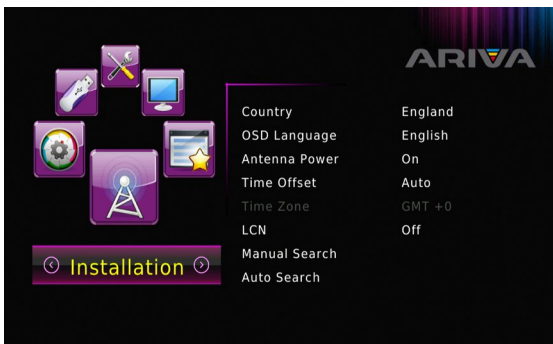 ARIVA
Country England
OSD Language English
Antenna Power On
Time Offset Auto
Time Zone GMT +0
LCN Off
Manual Search
Auto Search
Installation